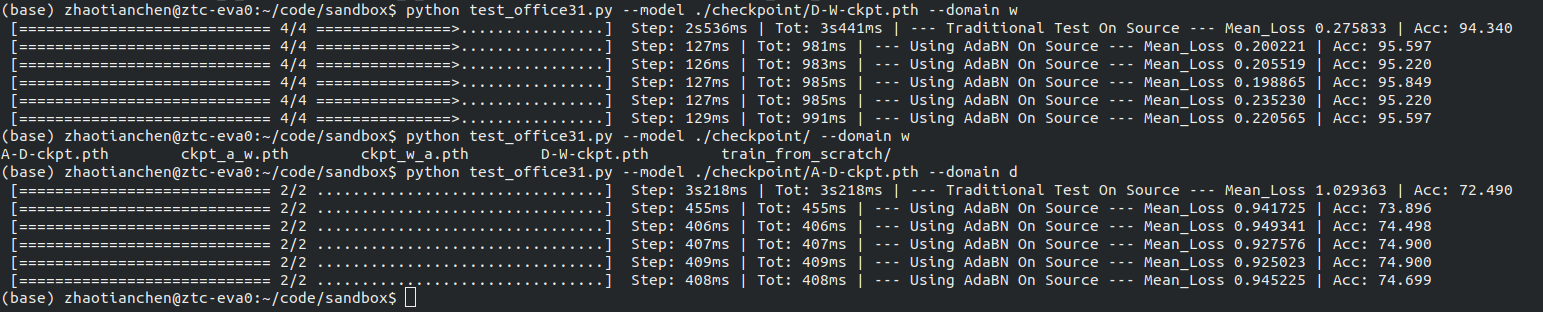 (base) zhaotianchen@ztc-eva0:~/code/sandbox$ python test_office31.py --model ./checkpoint/D-W-ckpt.pth --domain w
[=========================== 4/4 ===============>.................]  Step: 2s536ms | Tot: 3s441ms | --- Traditional Test On Source --- Mean_Loss 0.275833 | Acc: 94.340
[=========================== 4/4 ===============>.................]  Step: 127ms | Tot: 981ms | --- Using AdaBN On Source --- Mean_Loss 0.200221 | Acc: 95.597
[=========================== 4/4 ===============>.................]  Step: 126ms | Tot: 983ms | --- Using AdaBN On Source --- Mean_Loss 0.205519 | Acc: 95.220
[=========================== 4/4 ===============>.................]  Step: 127ms | Tot: 985ms | --- Using AdaBN On Source --- Mean_Loss 0.198865 | Acc: 95.849
[=========================== 4/4 ===============>.................]  Step: 127ms | Tot: 985ms | --- Using AdaBN On Source --- Mean_Loss 0.235230 | Acc: 95.220
[=========================== 4/4 ===============>.................]  Step: 129ms | Tot: 991ms | --- Using AdaBN On Source --- Mean_Loss 0.220565 | Acc: 95.597
(base) zhaotianchen@ztc-eva0:~/code/sandbox$ python test_office31.py --model ./checkpoint/ --domain w
A-D-ckpt.pth        ckpt_a_w.pth        ckpt_w_a.pth        D-W-ckpt.pth        train_from_scratch/
(base) zhaotianchen@ztc-eva0:~/code/sandbox$ python test_office31.py --model ./checkpoint/A-D-ckpt.pth --domain d
[=========================== 2/2 ................................]  Step: 3s218ms | Tot: 3s218ms | --- Traditional Test On Source --- Mean_Loss 1.029363 | Acc: 72.490
[=========================== 2/2 ................................]  Step: 455ms | Tot: 455ms | --- Using AdaBN On Source --- Mean_Loss 0.941725 | Acc: 73.896
[=========================== 2/2 ................................]  Step: 406ms | Tot: 406ms | --- Using AdaBN On Source --- Mean_Loss 0.949341 | Acc: 74.498
[=========================== 2/2 ................................]  Step: 407ms | Tot: 407ms | --- Using AdaBN On Source --- Mean_Loss 0.927576 | Acc: 74.900
[=========================== 2/2 ................................]  Step: 409ms | Tot: 409ms | --- Using AdaBN On Source --- Mean_Loss 0.925023 | Acc: 74.900
[=========================== 2/2 ................................]  Step: 408ms | Tot: 408ms | --- Using AdaBN On Source --- Mean_Loss 0.945225 | Acc: 74.699
(base) zhaotianchen@ztc-eva0:~/code/sandbox$